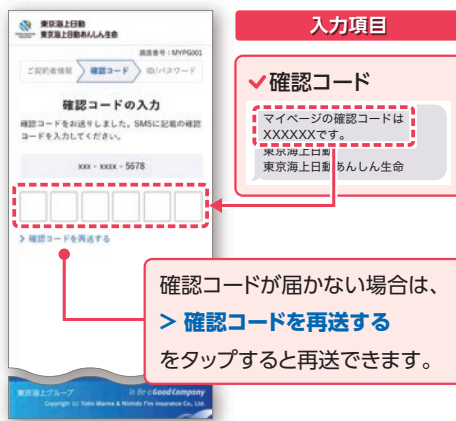 東京海上日動
東京海上日動あんしん生命
画面番号：MYPG001
ご契約者情報
確認コード
ID/パスワード
確認コードの入力
確認コードをお送りしました。SMSに記載の確認
コードを入力してください。
xxx - xxxx - 5678
> 確認コードを再送する
東京海上グループ
To Be a Good Company
Copyright (c) Tokio Marine & Nichido Fire Insurance Co., Ltd.
入力項目
確認コード
マイページの確認コードは
XXXXXXです。
東京海上日動
東京海上日動あんしん生命
確認コードが届かない場合は、
> 確認コードを再送する
をタップすると再送できます。